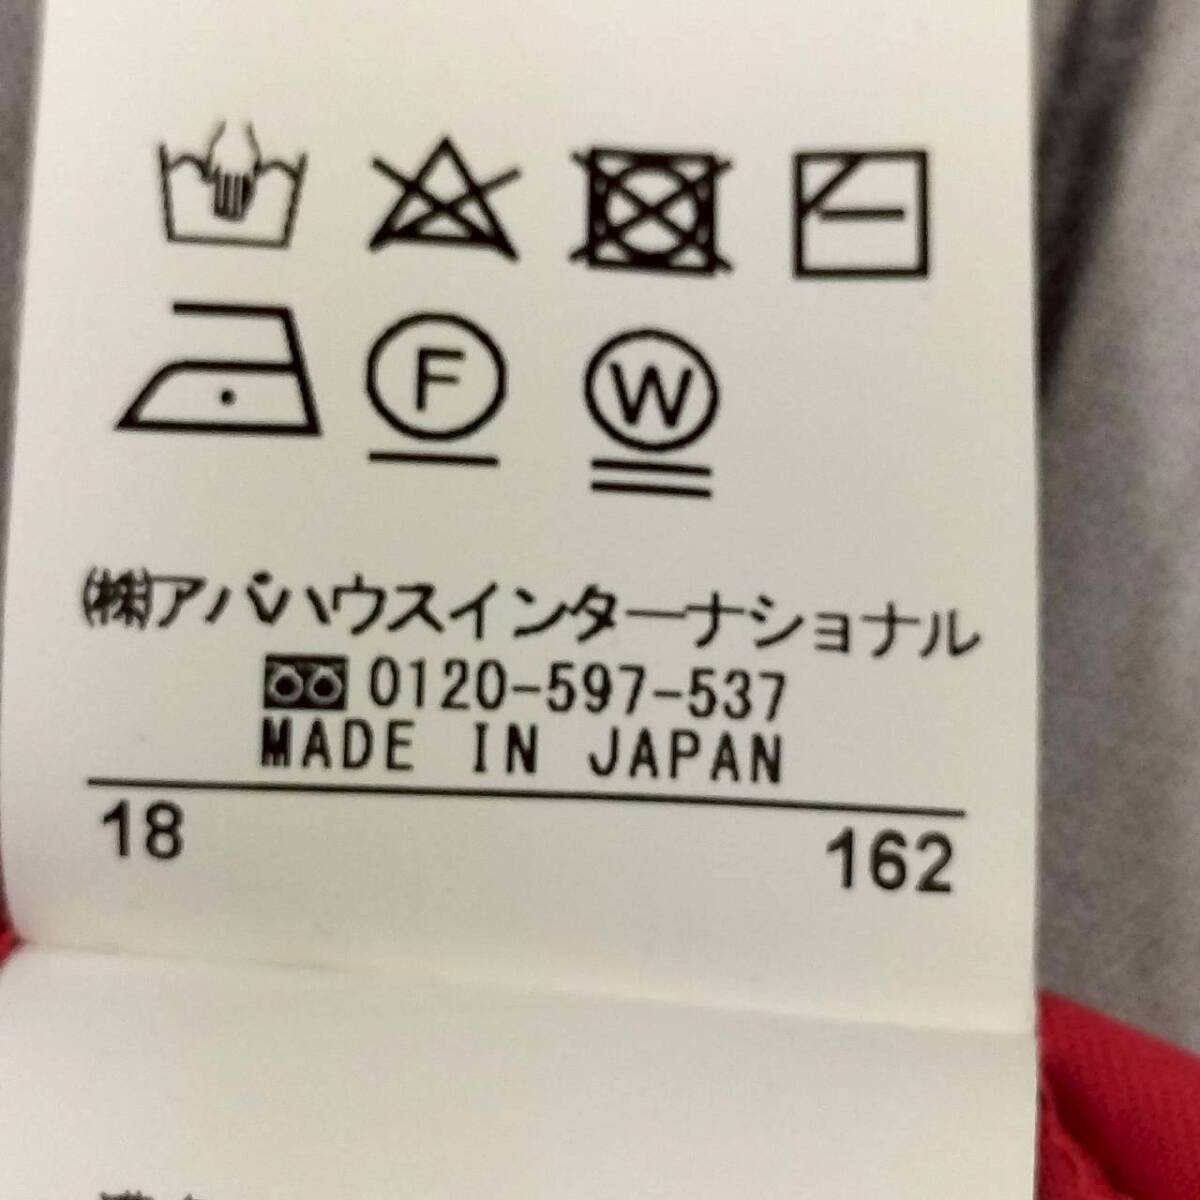 F W
㈱アバハウスインターナショナル
0120-597-537
MADE IN JAPAN
18 162